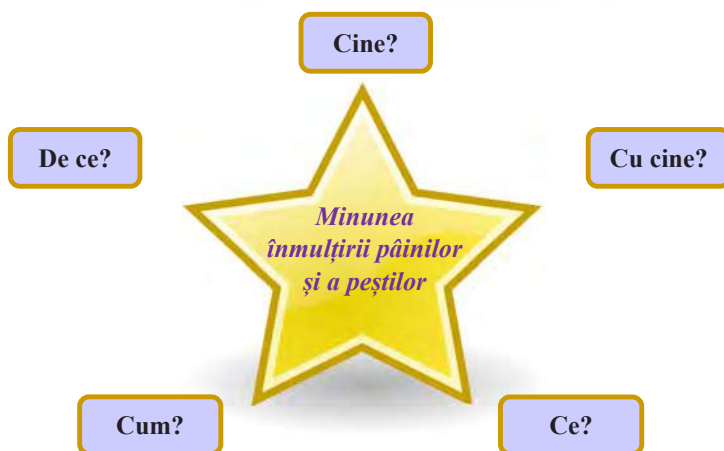 Cine?
De ce?
Cu cine?
Minunea
înmulțirii pâinilor
și a peștilor
Cum?
Ce?